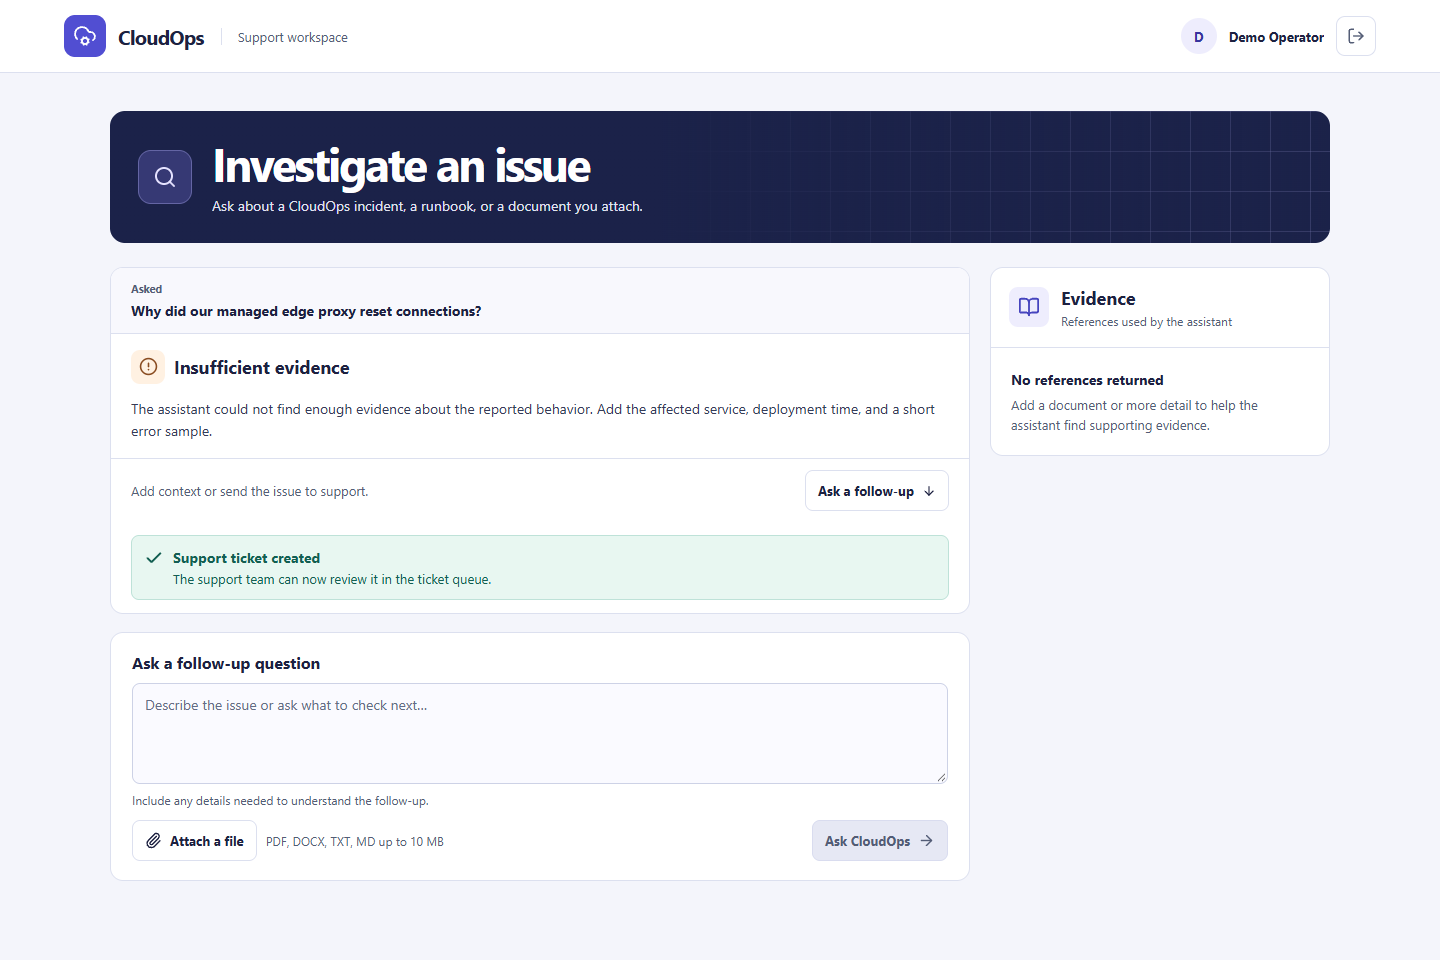 CloudOps
Support workspace
D
Demo Operator
Investigate an issue
Ask about a CloudOps incident, a runbook, or a document you attach.
Asked
Why did our managed edge proxy reset connections?
Insufficient evidence
The assistant could not find enough evidence about the reported behavior. Add the affected service, deployment time, and a short
error sample.
Add context or send the issue to support.
Ask a follow-up
Support ticket created
The support team can now review it in the ticket queue.
Evidence
References used by the assistant
No references returned
Add a document or more detail to help the
assistant find supporting evidence.
Ask a follow-up question
Describe the issue or ask what to check next...
Include any details needed to understand the follow-up.
Attach a file
PDF, DOCX, TXT, MD up to 10 MB
Ask CloudOps